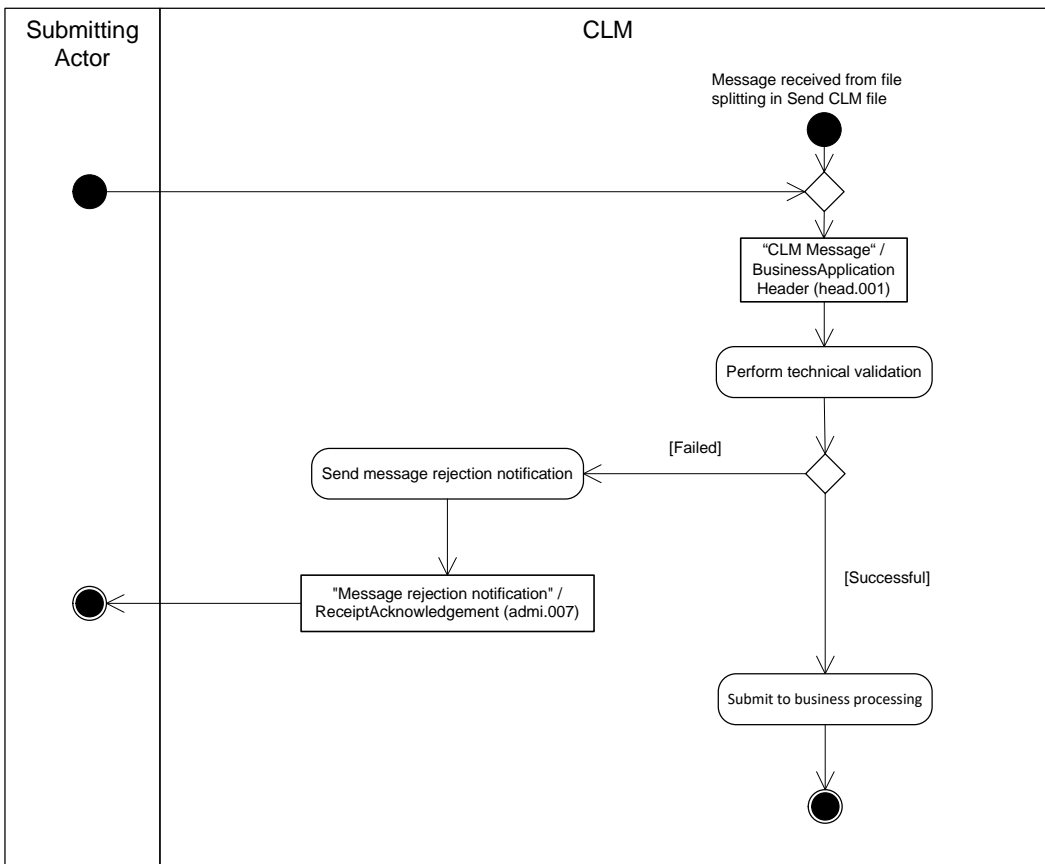 Submitting
Actor
CLM
Message received from file
splitting in Send CLM file
“CLM Message“ /
BusinessApplication
Header (head.001)
Perform technical validation
[Failed]
Send message rejection notification
[Successful]
"Message rejection notification" /
ReceiptAcknowledgement (admi.007)
Submit to business processing